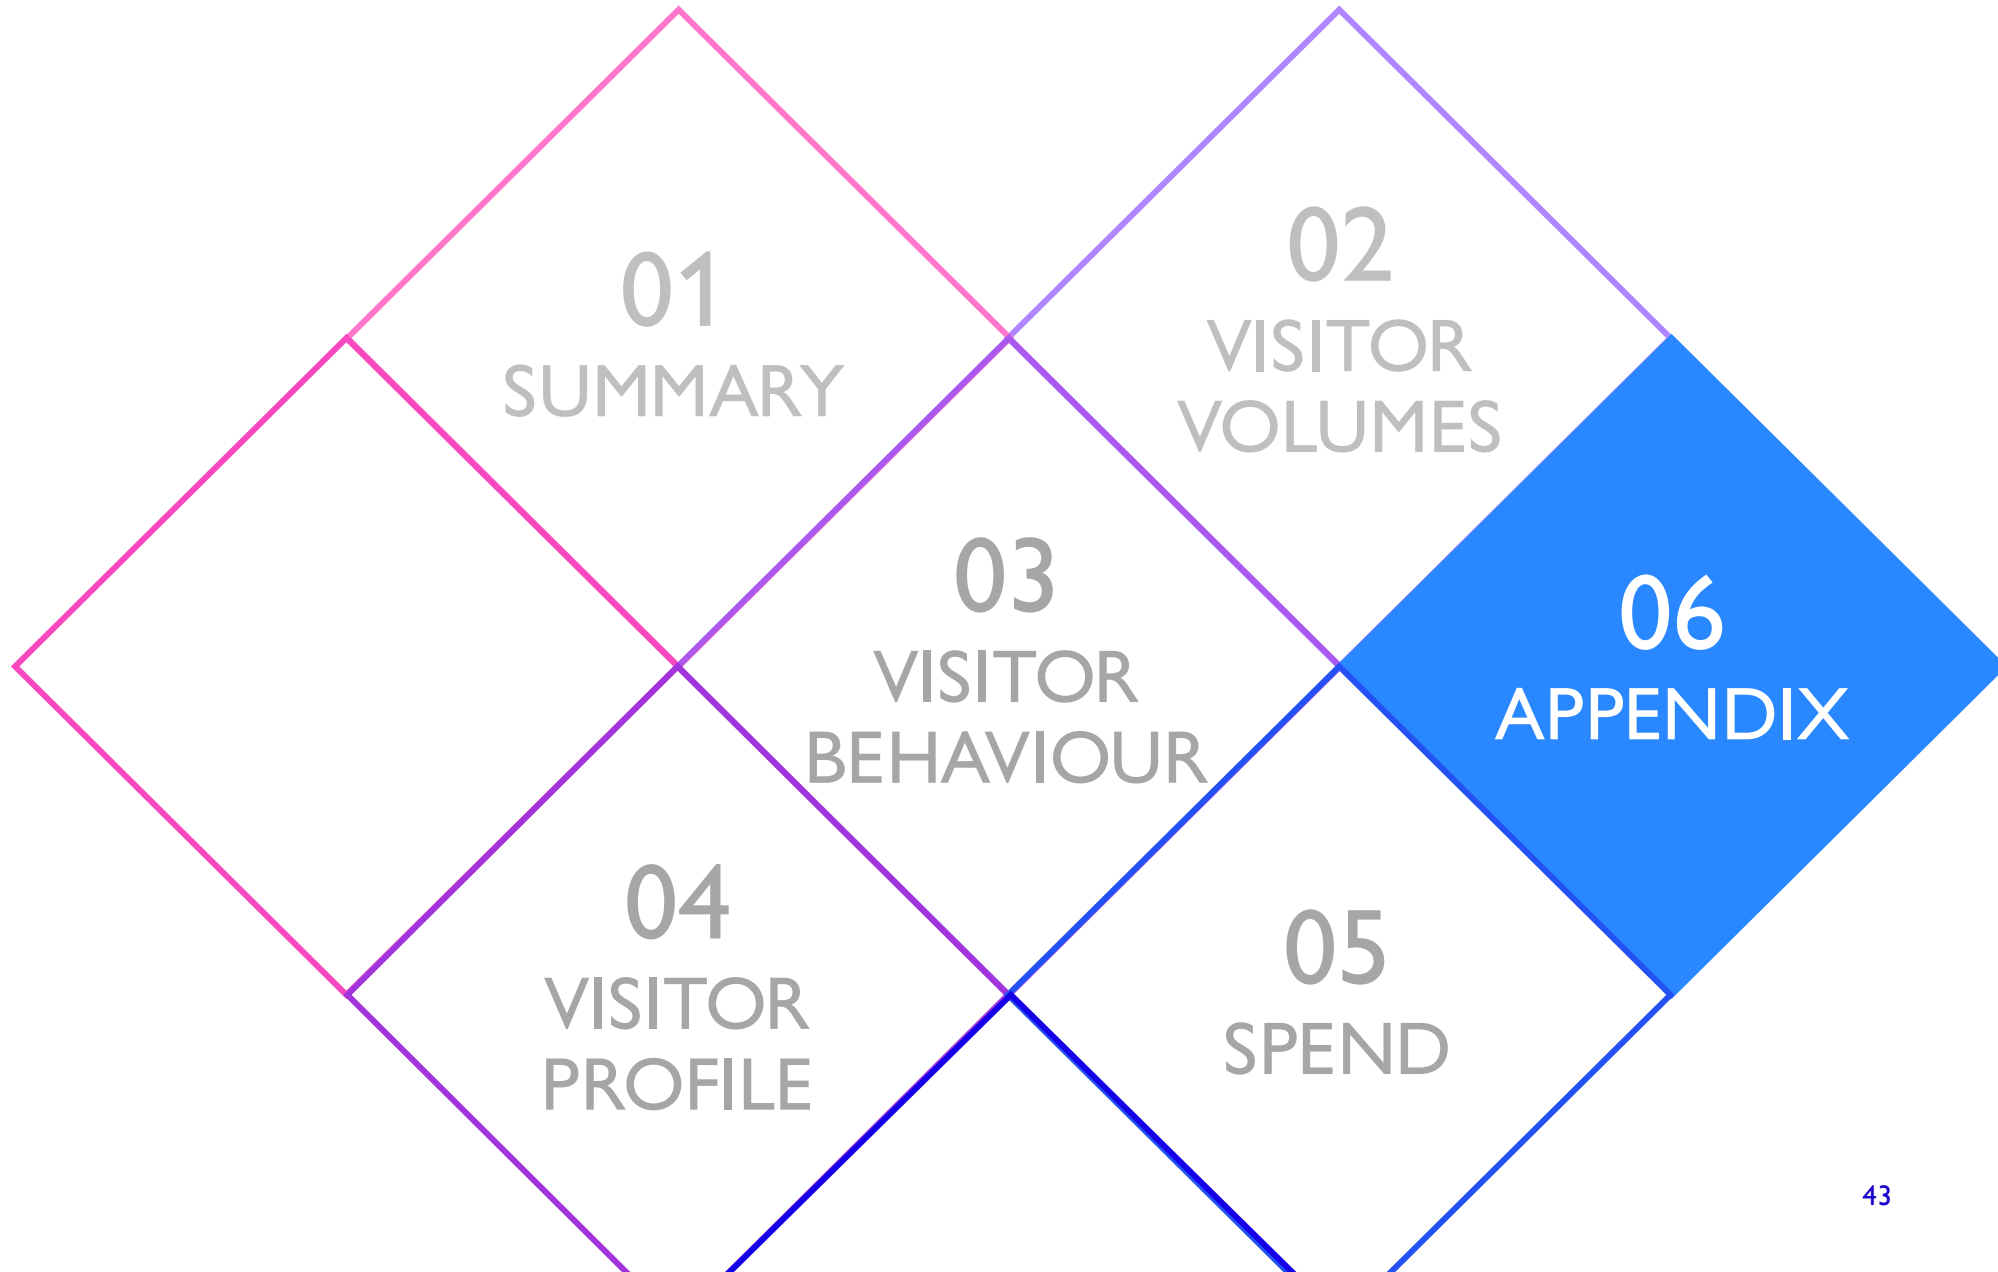 01
SUMMARY
02
VISITOR
VOLUMES
03
VISITOR
BEHAVIOUR
06
APPENDIX
04
VISITOR
PROFILE
05
SPEND
43